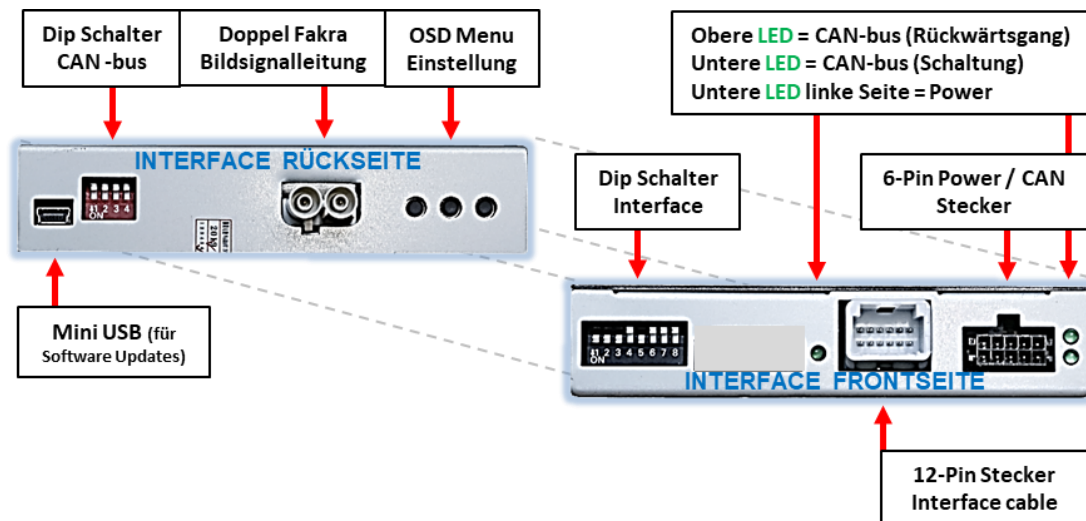 Dip Schalter
CAN -bus
Doppel Fakra
Bildsignalleitung
OSD Menu
Einstellung
Obere LED = CAN-bus (Rückwärtsgang)
Untere LED = CAN-bus (Schaltung)
Untere LED linke Seite = Power
INTERFACE RÜCKSEITE
1 2 3 4
ON
Dip Schalter
Interface
6-Pin Power / CAN
Stecker
Mini USB (für
Software Updates)
1 2 3 4 5 6 7 8
ON
INTERFACE FRONTSEITE
12-Pin Stecker
Interface cable